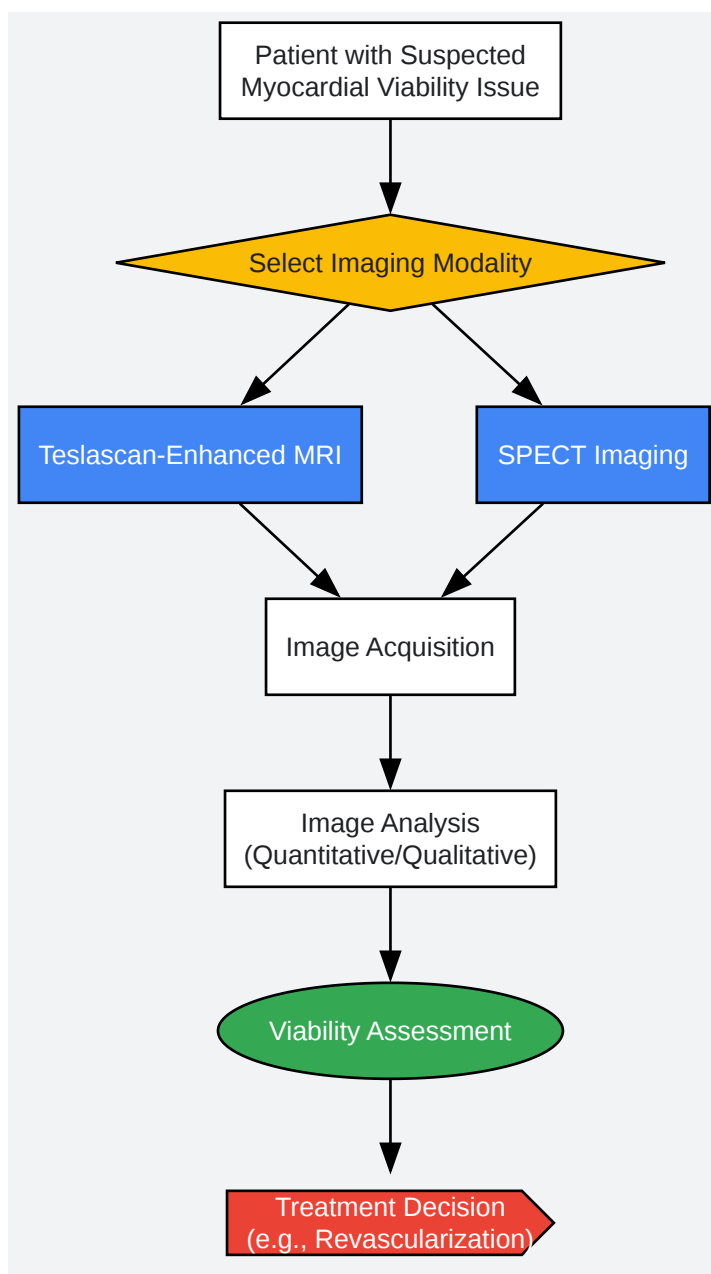 Patient with Suspected
Myocardial Viability Issue
Select Imaging Modality
Teslascan-Enhanced MRI
SPECT Imaging
Image Acquisition
Image Analysis
(Quantitative/Qualitative)
Viability Assessment
Treatment Decision
(e.g., Revascularization)